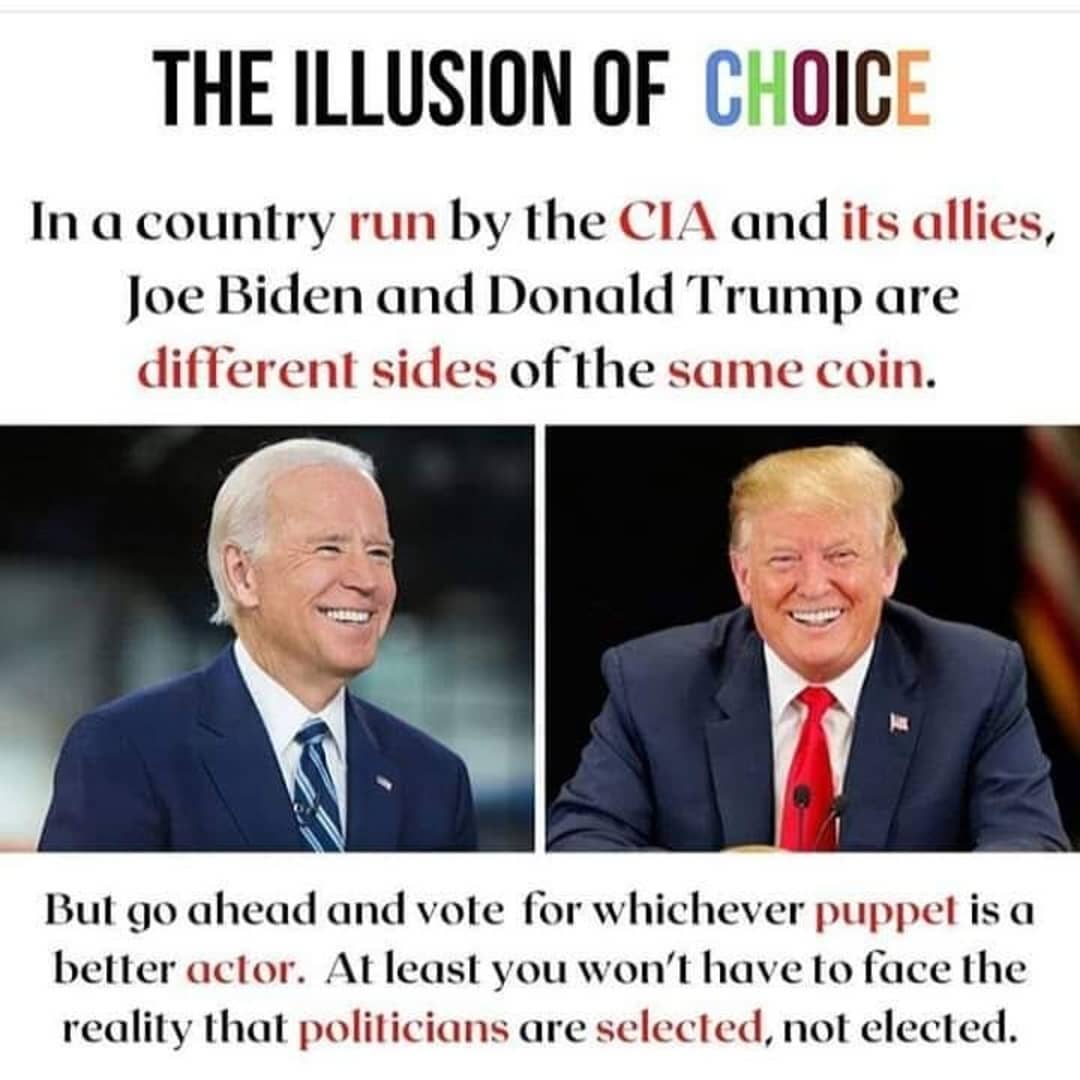 THE ILLUSION OF CHOICE
In a country run by the CIA and its allies,
Joe Biden and Donald Trump are
different sides of the same coin.
But go ahead and vote for whichever puppet is a
better actor. At least you won't have to face the
reality that politicians are selected, not elected.